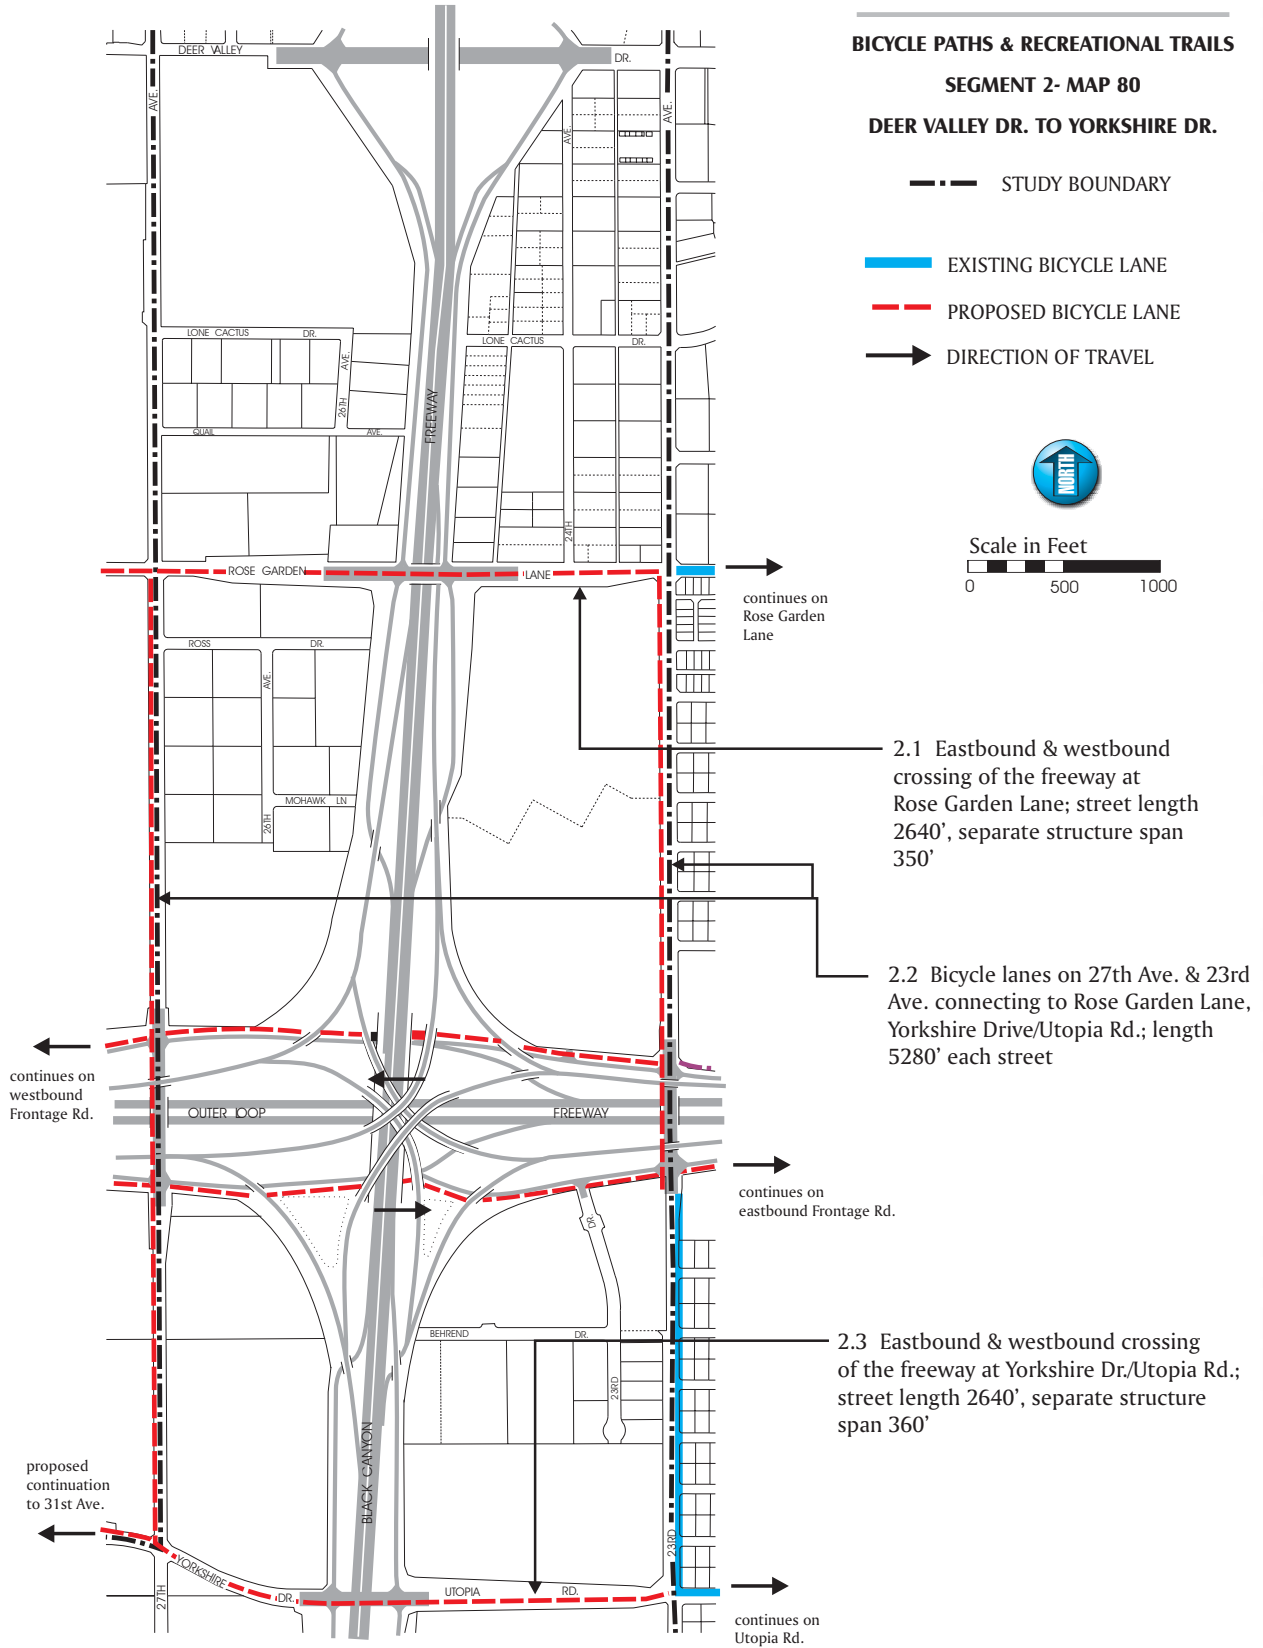 BICYCLE PATHS & RECREATIONAL TRAILS
SEGMENT 2- MAP 80
DEER VALLEY DR. TO YORKSHIRE DR.
STUDY BOUNDARY
EXISTING BICYCLE LANE
PROPOSED BICYCLE LANE
DIRECTION OF TRAVEL
NORTH
Scale in Feet
0 500 1000
DEER VALLEY DR.
AVE.
AVE.
AVE.
LONE CACTUS DR.
LONE CACTUS DR.
26TH AVE.
QUAIL AVE.
FREEWAY
24TH
ROSE GARDEN LANE
continues on
Rose Garden
Lane
ROSS DR.
26TH AVE.
MOHAWK LN
2.1 Eastbound & westbound
crossing of the freeway at
Rose Garden Lane; street length
2640’, separate structure span
350’
2.2 Bicycle lanes on 27th Ave. & 23rd
Ave. connecting to Rose Garden Lane,
Yorkshire Drive/Utopia Rd.; length
5280’ each street
continues on
westbound
Frontage Rd.
OUTER LOOP FREEWAY
continues on
eastbound Frontage Rd.
DR.
BEHREND DR.
23RD
2.3 Eastbound & westbound crossing
of the freeway at Yorkshire Dr./Utopia Rd.;
street length 2640’, separate structure
span 360’
BLACK CANYON
proposed
continuation
to 31st Ave.
23RD
YORKSHIRE DR.
27TH
UTOPIA RD.
continues on
Utopia Rd.